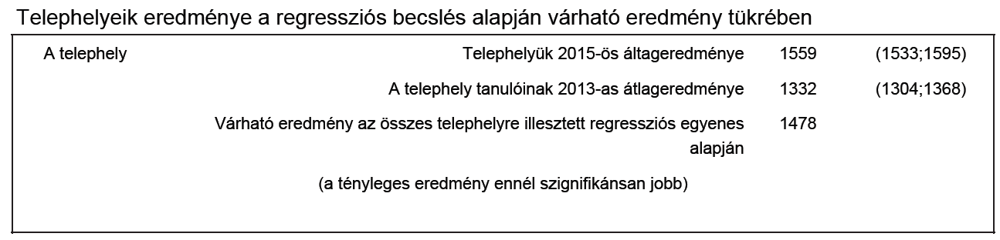 Telephelyeik eredménye a regressziós becslés alapján várható eredmény tükrében
A telephely Telephelyük 2015-ös áltageredménye 1559 (1533;1595)
A telephely tanulóinak 2013-as átlageredménye 1332 (1304;1368)
Várható eredmény az összes telephelyre illesztett regressziós egyenes 1478
alapján
(a tényleges eredmény ennél szignifikánsan jobb)